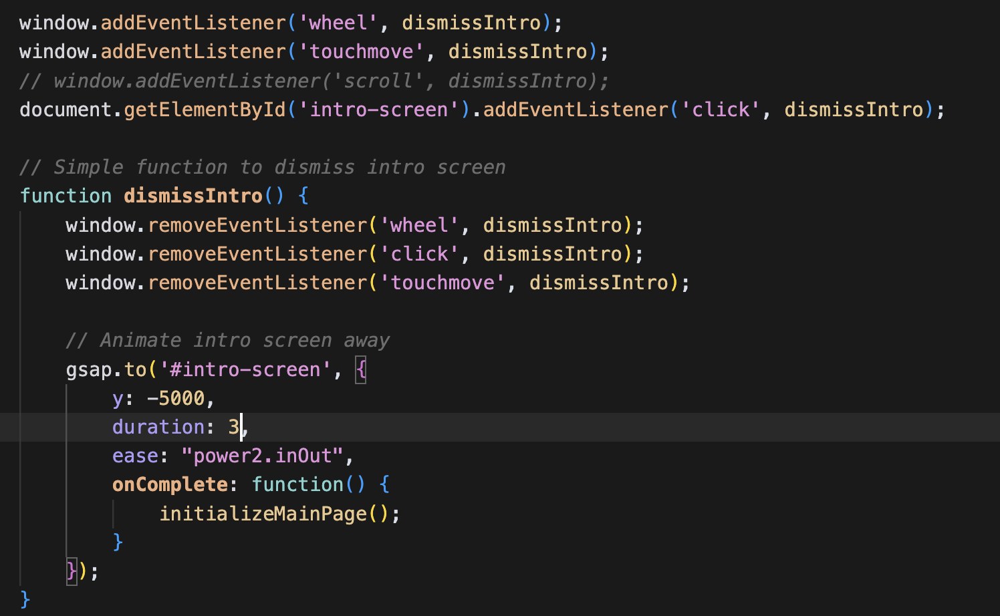 window.addEventListener('wheel', dismissIntro);
window.addEventListener('touchmove', dismissIntro);
// window.addEventListener('scroll', dismissIntro);
document.getElementById('intro-screen').addEventListener('click', dismissIntro);

// Simple function to dismiss intro screen
function dismissIntro() {
    window.removeEventListener('wheel', dismissIntro);
    window.removeEventListener('click', dismissIntro);
    window.removeEventListener('touchmove', dismissIntro);

    // Animate intro screen away
    gsap.to('#intro-screen', {
        y: -5000,
        duration: 3,
        ease: "power2.inOut",
        onComplete: function() {
            initializeMainPage();
        }
    });
}